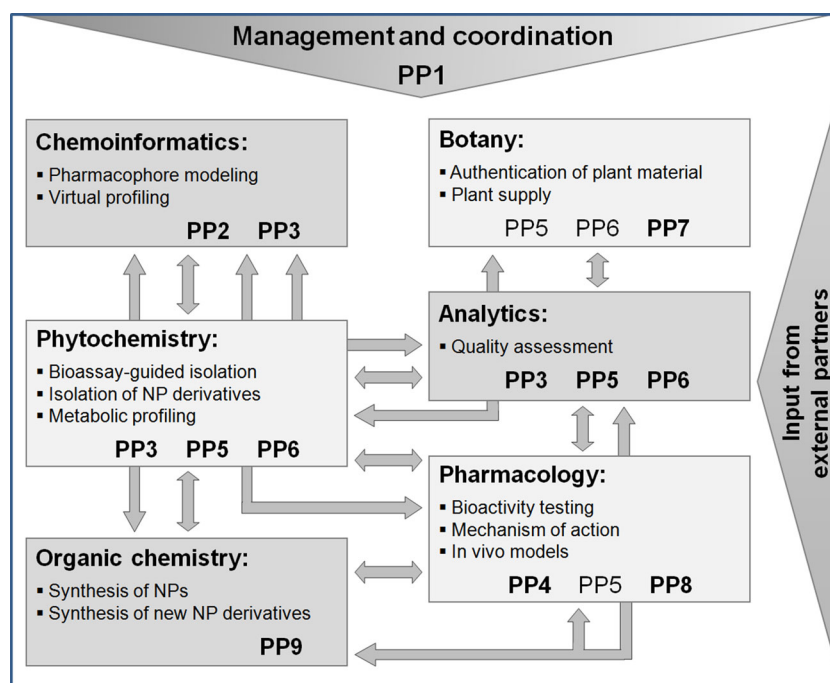 Management and coordination
PP1
Chemoinformatics:
▪ Pharmacophore modeling
▪ Virtual profiling
PP2 PP3
Botany:
▪ Authentication of plant material
▪ Plant supply
PP5 PP6 PP7
Phytochemistry:
▪ Bioassay-guided isolation
▪ Isolation of NP derivatives
▪ Metabolic profiling
PP3 PP5 PP6
Analytics:
▪ Quality assessment
PP3 PP5 PP6
Organic chemistry:
▪ Synthesis of NPs
▪ Synthesis of new NP derivatives
PP9
Pharmacology:
▪ Bioactivity testing
▪ Mechanism of action
▪ In vivo models
PP4 PP5 PP8
Input from
external partners